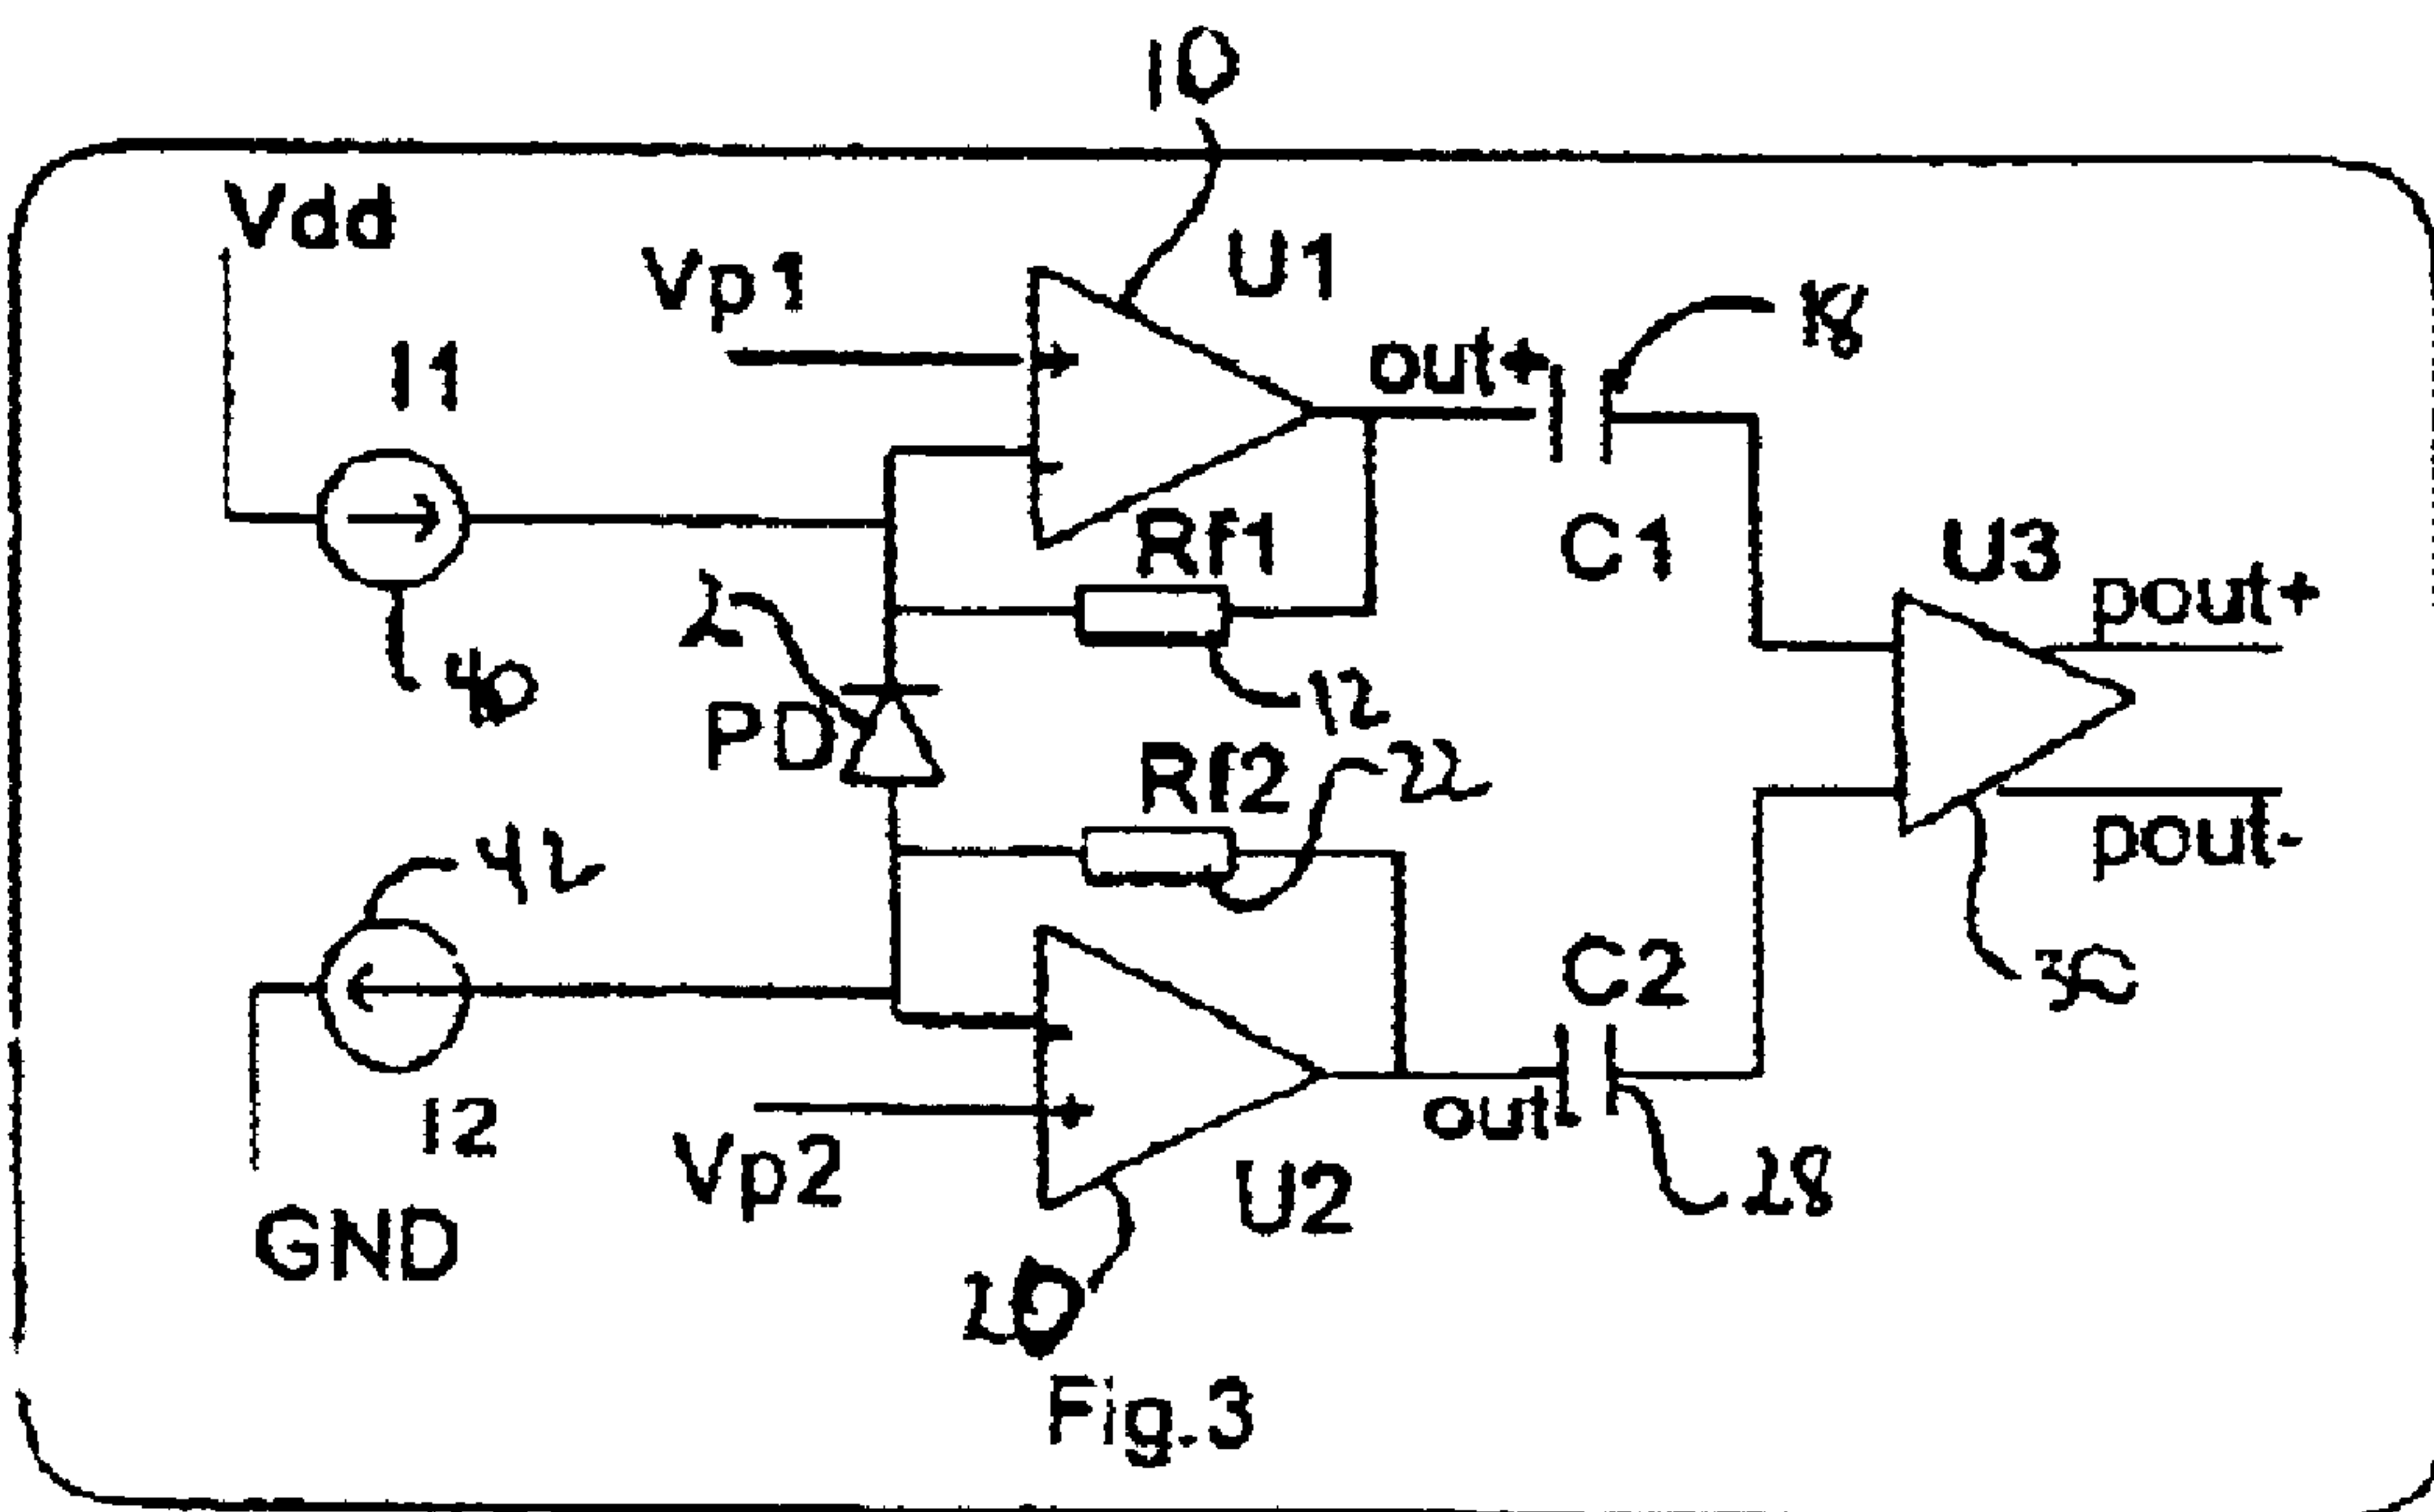 10
Vdd
Vp1
U1
18
I1
out+
Rf1
C1
U3
pout+
2
40
PD
12
Rf2
22
42
pout-
C2
30
I2
out-
Vp2
U2
28
GND
20
Fig.3